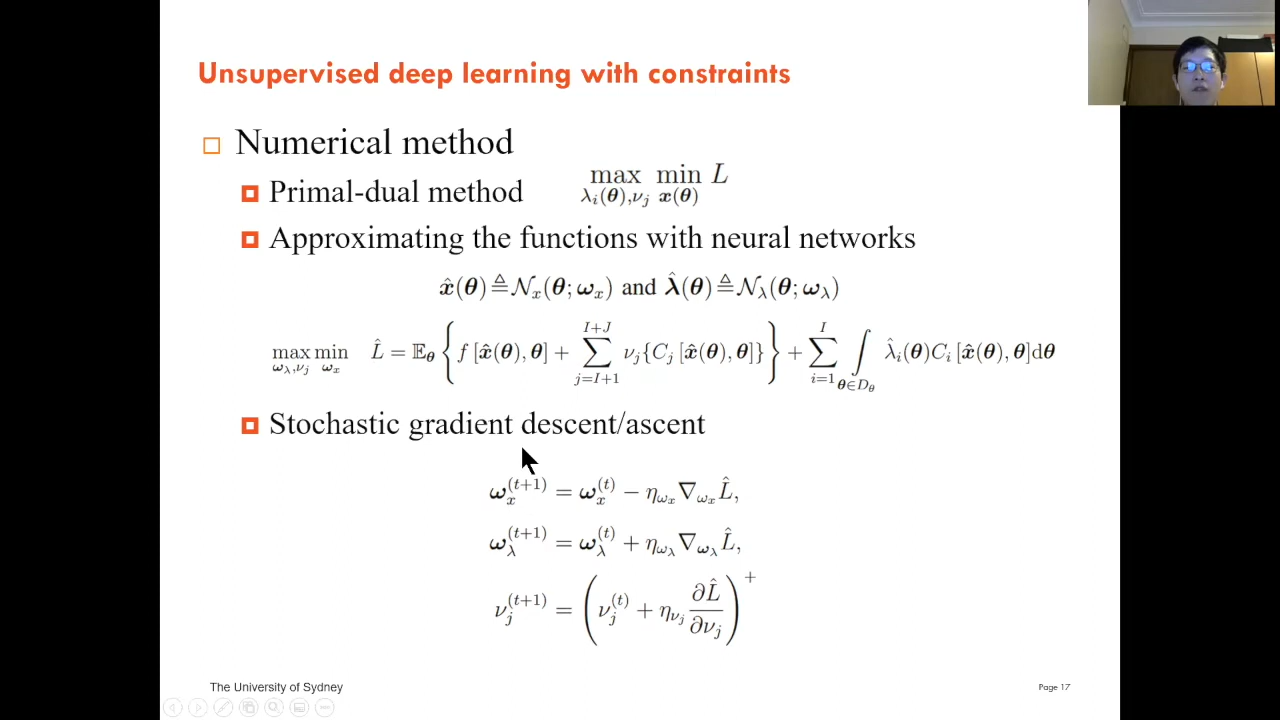 Unsupervised deep learning with constraints
Numerical method
Primal-dual method
max_{λ_i(θ),ν_j} min_{x(θ)} L
Approximating the functions with neural networks
x̂(θ) ≜ 𝒩_x(θ; ω_x) and λ̂(θ) ≜ 𝒩_λ(θ; ω_λ)
max_{ω_λ,ν_j} min_{ω_x} L̂ = 𝔼_θ { f [x̂(θ), θ] + ∑_{j=I+1}^{I+J} ν_j{C_j [x̂(θ), θ]} } + ∑_{i=1}^{I} ∫_{θ∈D_θ} λ̂_i(θ)C_i [x̂(θ), θ]dθ
Stochastic gradient descent/ascent
ω_x^{(t+1)} = ω_x^{(t)} − η_{ω_x} ∇_{ω_x} L̂,
ω_λ^{(t+1)} = ω_λ^{(t)} + η_{ω_λ} ∇_{ω_λ} L̂,
ν_j^{(t+1)} = ( ν_j^{(t)} + η_{ν_j} ∂L̂/∂ν_j )^+
The University of Sydney
Page 17